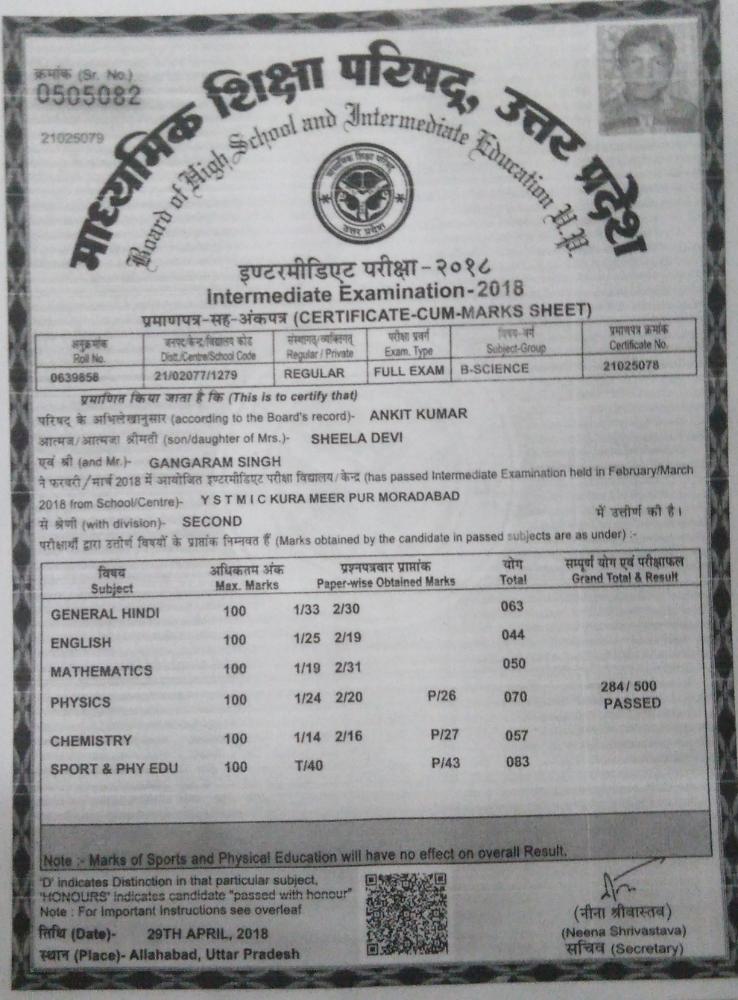 क्रमांक (Sr. No.)
0505082
21025079
माध्यमिक शिक्षा परिषद्, उत्तर प्रदेश
Board of High School and Intermediate Education U.P.
माध्यमिक शिक्षा परिषद्
उत्तर प्रदेश
इण्टरमीडिएट परीक्षा - २०१८
Intermediate Examination - 2018
प्रमाणपत्र-सह-अंकपत्र (CERTIFICATE-CUM-MARKS SHEET)
अनुक्रमांक जनपद/केन्द्र/विद्यालय कोड संस्थागत्/व्यक्तिगत् परीक्षा प्रवर्ग विषय-वर्ग प्रमाणपत्र क्रमांक
Roll No. Distt./Centre/School Code Regular / Private Exam. Type Subject-Group Certificate No.
0639858 21/02077/1279 REGULAR FULL EXAM B-SCIENCE 21025078
प्रमाणित किया जाता है कि (This is to certify that)
परिषद के अभिलेखानुसार (according to the Board's record)- ANKIT KUMAR
आत्मज/आत्मजा श्रीमती (son/daughter of Mrs.)- SHEELA DEVI
एवं श्री (and Mr.)- GANGARAM SINGH
ने फरवरी/मार्च 2018 में आयोजित इण्टरमीडिएट परीक्षा विद्यालय/केन्द्र (has passed Intermediate Examination held in February/March
2018 from School/Centre)- Y S T M I C KURA MEER PUR MORADABAD
से श्रेणी (with division)- SECOND में उत्तीर्ण की है।
परीक्षार्थी द्वारा उत्तीर्ण विषयों के प्राप्तांक निम्नवत हैं (Marks obtained by the candidate in passed subjects are as under) :-
विषय अधिकतम अंक प्रश्नपत्रवार प्राप्तांक योग सम्पूर्ण योग एवं परीक्षाफल
Subject Max. Marks Paper-wise Obtained Marks Total Grand Total & Result
GENERAL HINDI 100 1/33 2/30 063
ENGLISH 100 1/25 2/19 044
MATHEMATICS 100 1/19 2/31 050
PHYSICS 100 1/24 2/20 P/26 070 284/ 500
PASSED
CHEMISTRY 100 1/14 2/16 P/27 057
SPORT & PHY EDU 100 T/40 P/43 083
Note :- Marks of Sports and Physical Education will have no effect on overall Result.
'D' indicates Distinction in that particular subject,
'HONOURS' indicates candidate "passed with honour"
Note : For Important Instructions see overleaf
तिथि (Date)- 29TH APRIL, 2018
स्थान (Place)- Allahabad, Uttar Pradesh
(नीना श्रीवास्तव)
(Neena Shrivastava)
सचिव (Secretary)